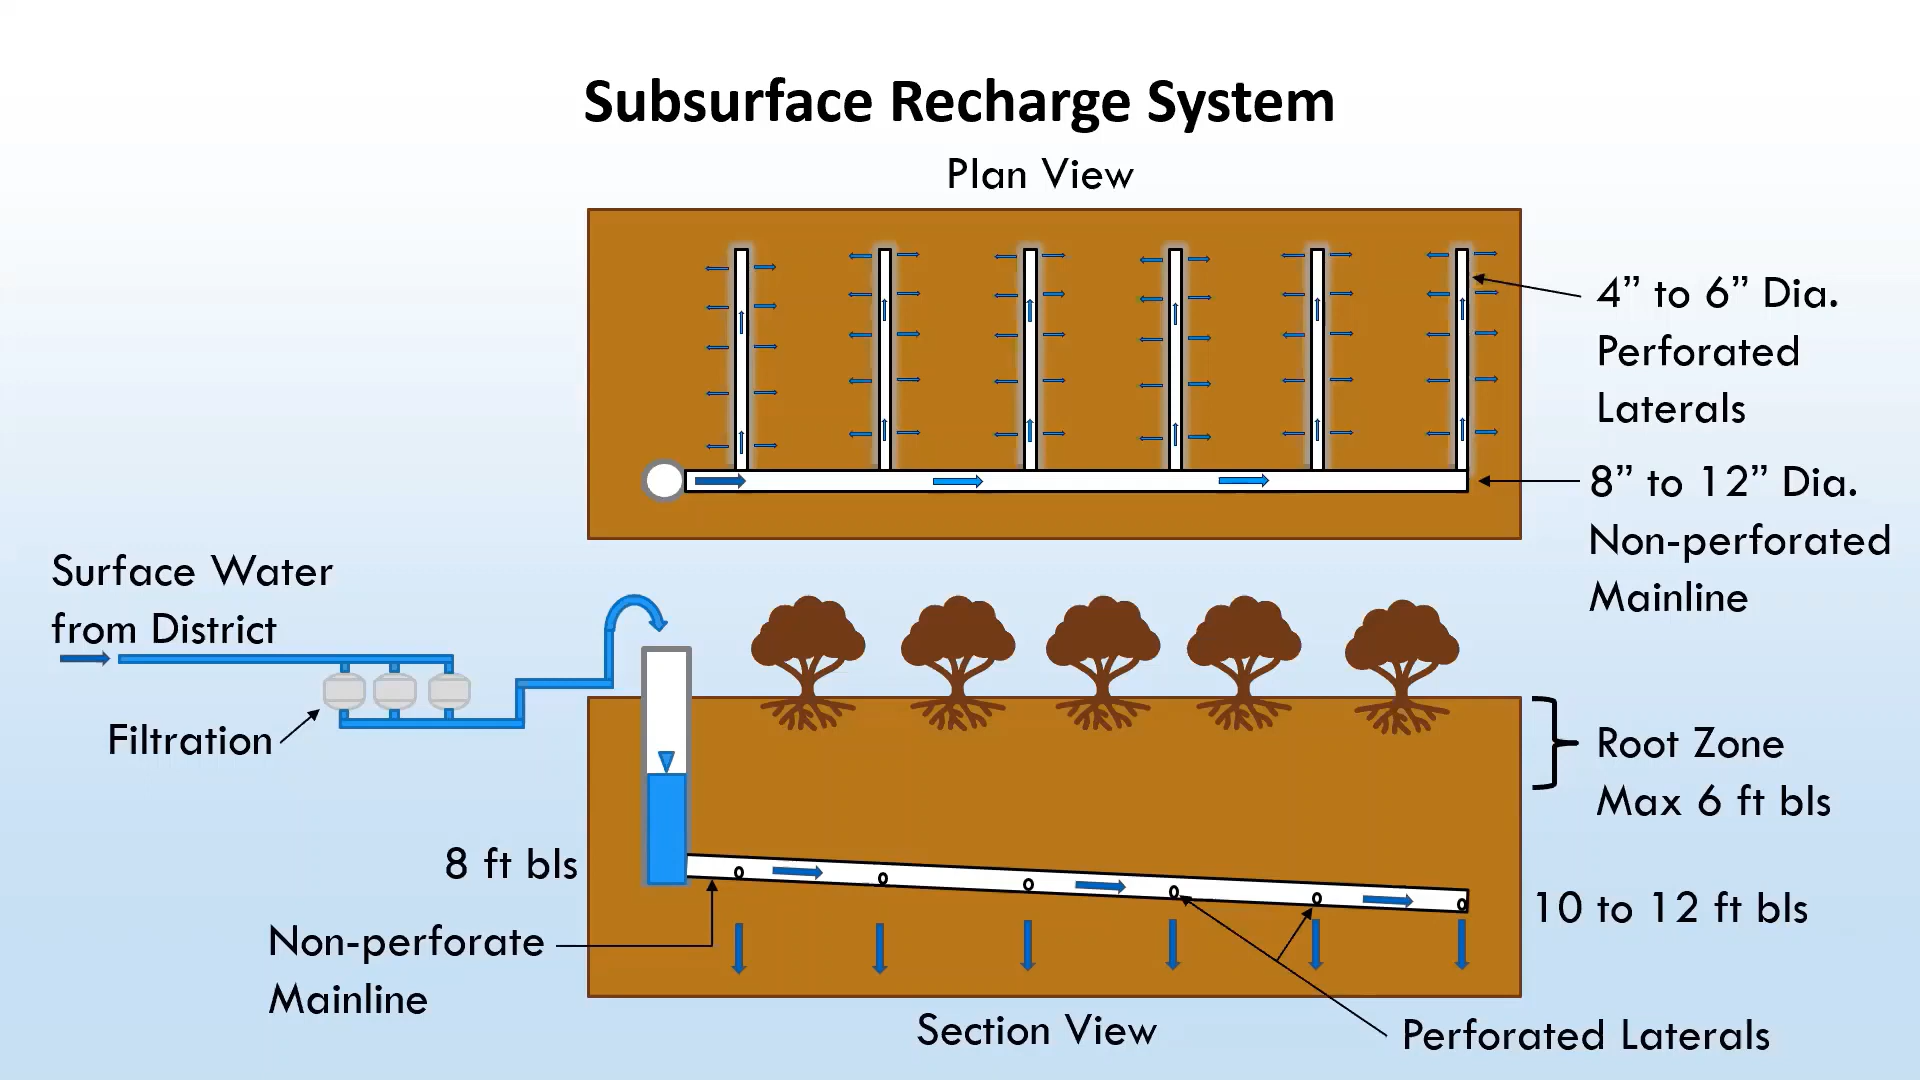 Subsurface Recharge System
Plan View
4” to 6” Dia.
Perforated
Laterals
8” to 12” Dia.
Non-perforated
Mainline
Surface Water
from District
Filtration
Root Zone
Max 6 ft bls
8 ft bls
10 to 12 ft bls
Non-perforate
Mainline
Section View
Perforated Laterals